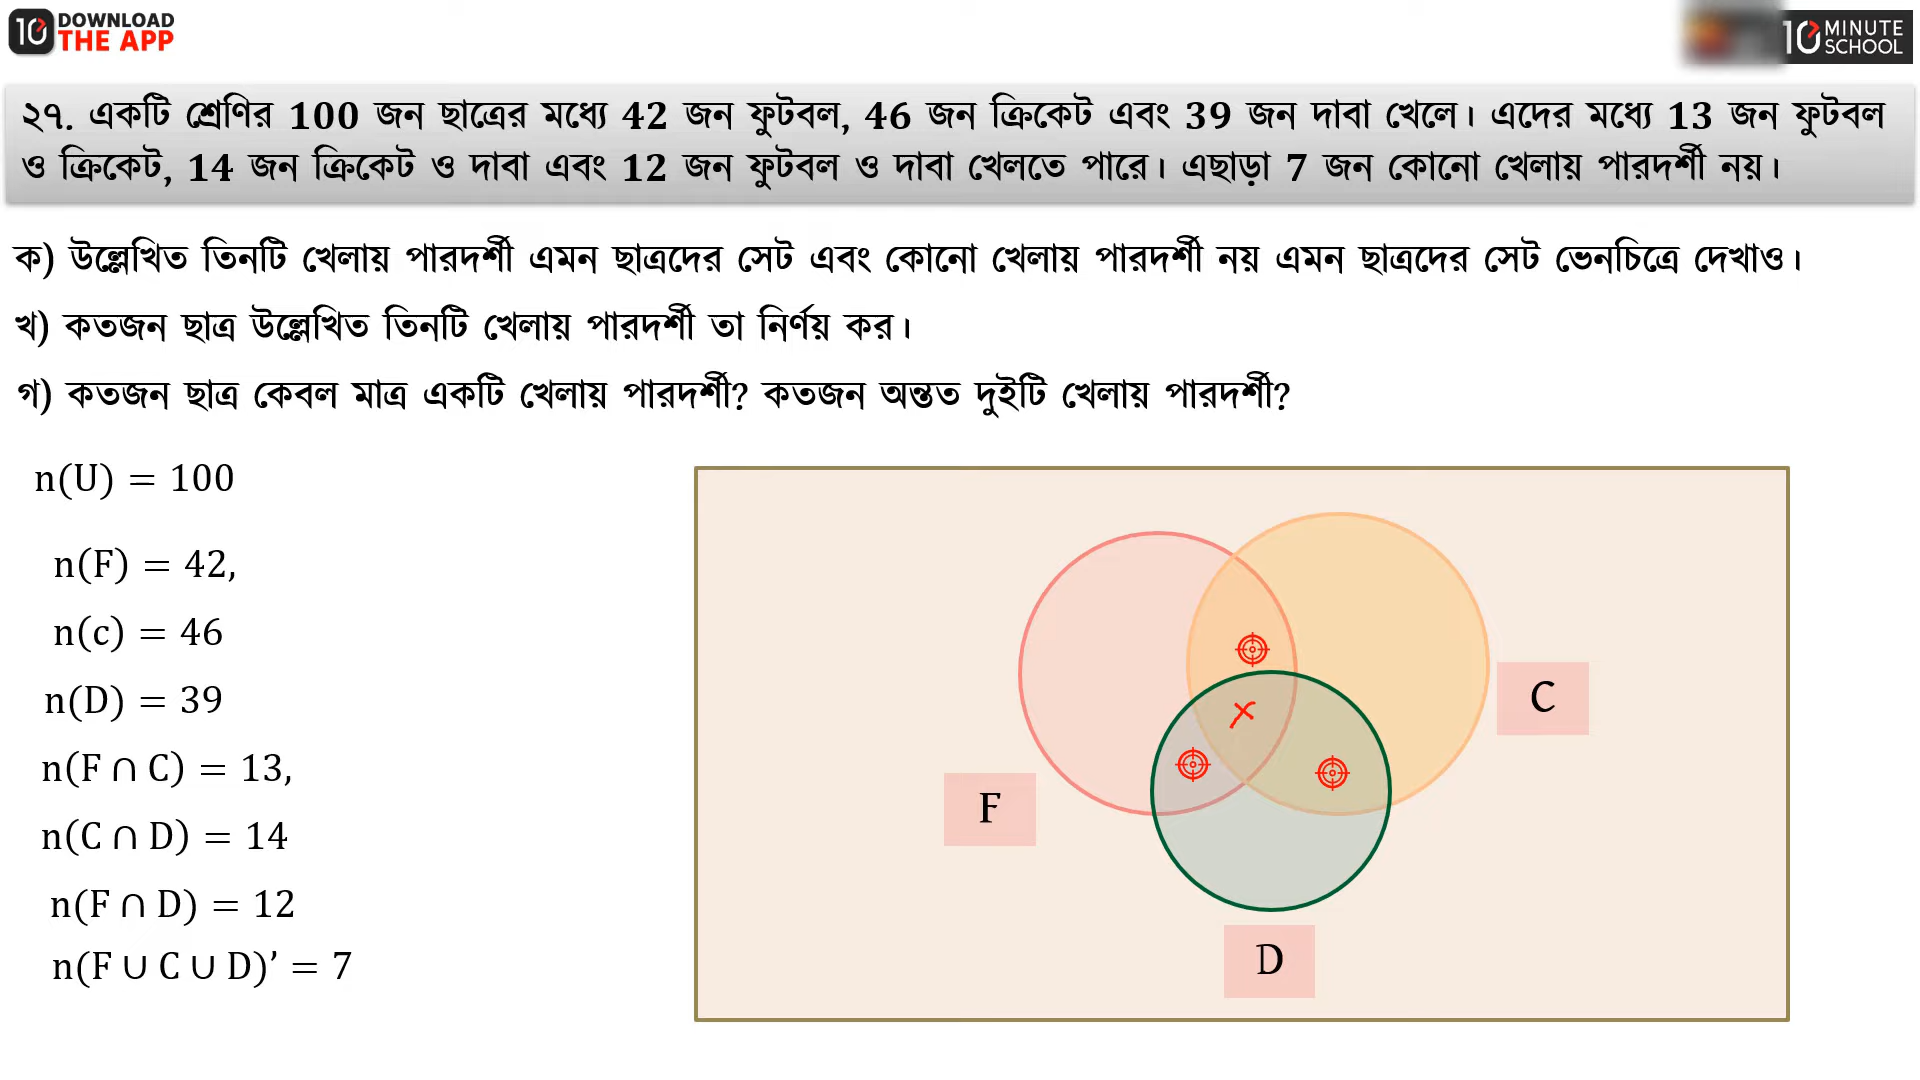 10 DOWNLOAD THE APP
10 MINUTE SCHOOL
২৭. একটি শ্রেণির 100 জন ছাত্রের মধ্যে 42 জন ফুটবল, 46 জন ক্রিকেট এবং 39 জন দাবা খেলে। এদের মধ্যে 13 জন ফুটবল
ও ক্রিকেট, 14 জন ক্রিকেট ও দাবা এবং 12 জন ফুটবল ও দাবা খেলতে পারে। এছাড়া 7 জন কোনো খেলায় পারদর্শী নয়।
ক) উল্লেখিত তিনটি খেলায় পারদর্শী এমন ছাত্রদের সেট এবং কোনো খেলায় পারদর্শী নয় এমন ছাত্রদের সেট ভেনচিত্রে দেখাও।
খ) কতজন ছাত্র উল্লেখিত তিনটি খেলায় পারদর্শী তা নির্ণয় কর।
গ) কতজন ছাত্র কেবল মাত্র একটি খেলায় পারদর্শী? কতজন অন্তত দুইটি খেলায় পারদর্শী?
n(U) = 100
n(F) = 42,
n(c) = 46
n(D) = 39
n(F ∩ C) = 13,
n(C ∩ D) = 14
n(F ∩ D) = 12
n(F ∪ C ∪ D)’ = 7
x
C
F
D